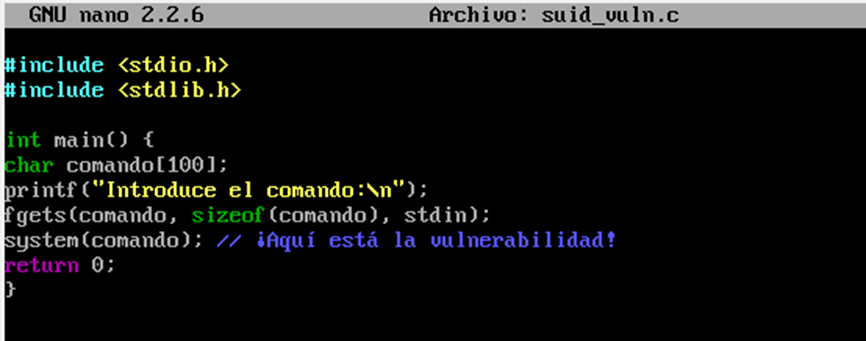 GNU nano 2.2.6 Archivo: suid_vuln.c
#include <stdio.h>
#include <stdlib.h>
int main() {
char comando[100];
printf("Introduce el comando:\n");
fgets(comando, sizeof(comando), stdin);
system(comando); // ¡Aquí está la vulnerabilidad!
return 0;
}